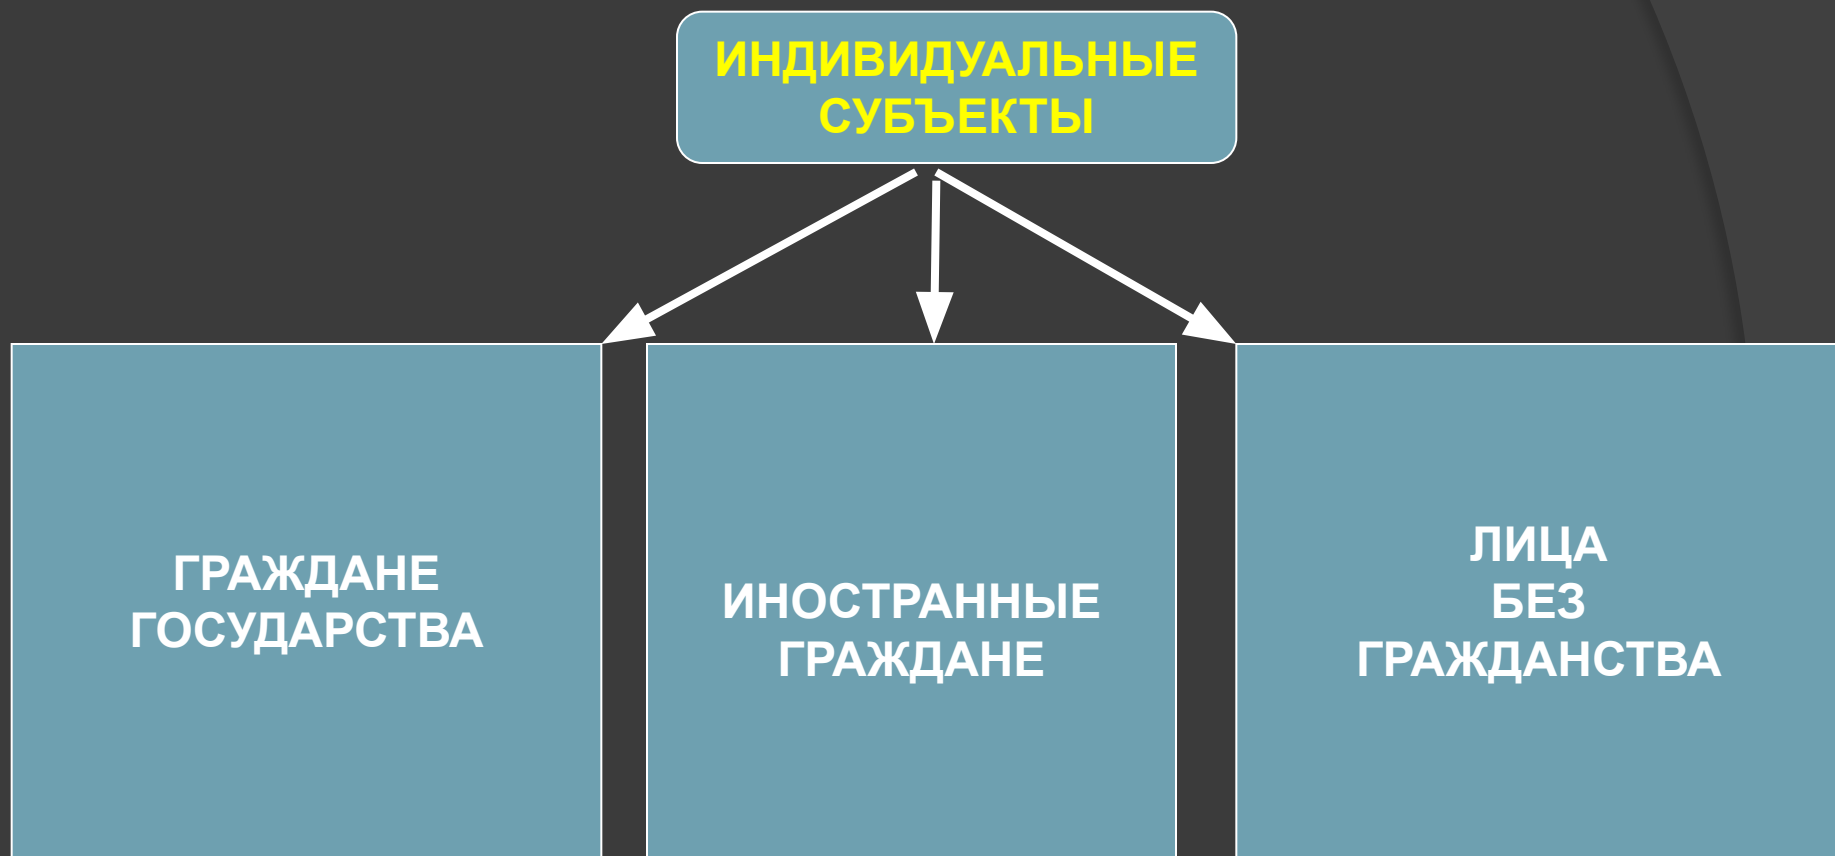 ИНДИВИДУАЛЬНЫЕ
СУБЪЕКТЫ
ГРАЖДАНЕ
ГОСУДАРСТВА
ИНОСТРАННЫЕ
ГРАЖДАНЕ
ЛИЦА
БЕЗ
ГРАЖДАНСТВА